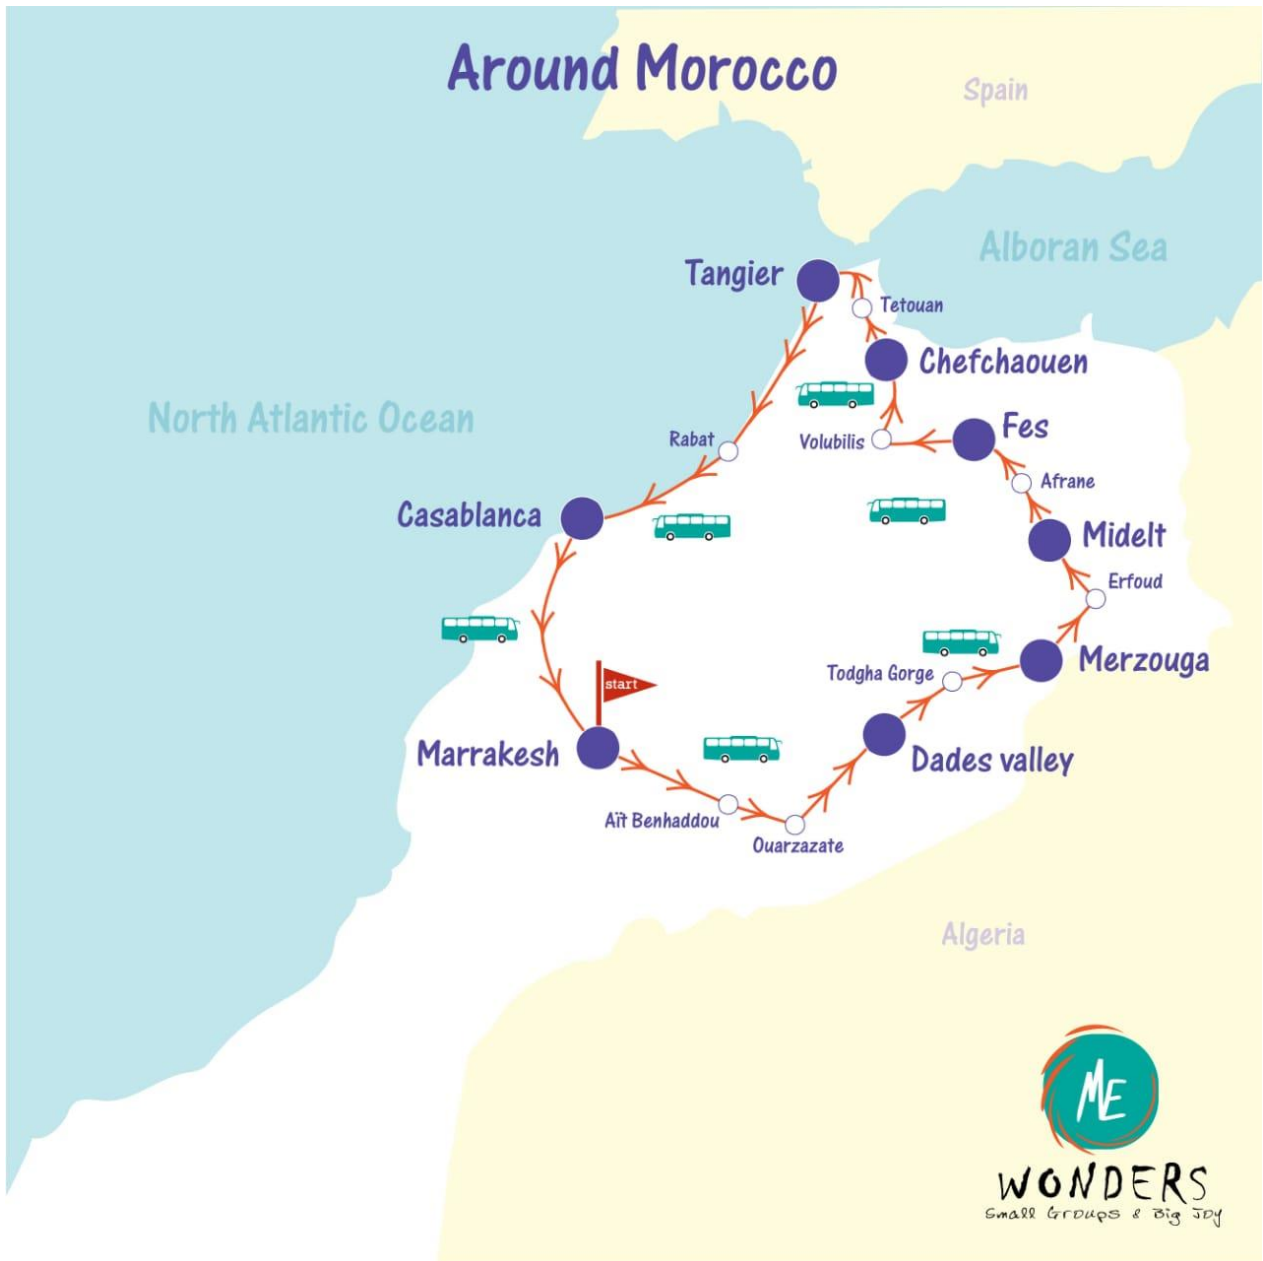 Around Morocco
Spain
Alboran Sea
Tangier
Tetouan
Chefchaouen
North Atlantic Ocean
Fes
Rabat
Volubilis
Afrane
Casablanca
Midelt
Erfoud
Merzouga
Todgha Gorge
start
Marrakesh
Dades valley
Aït Benhaddou
Ouarzazate
Algeria
ME
WONDERS
Small Groups & Big Joy